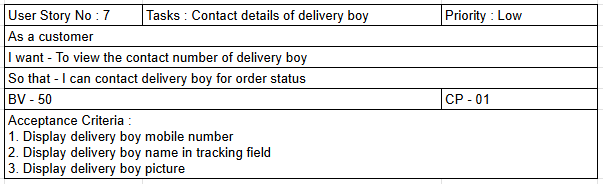 User Story No : 7 Tasks : Contact details of delivery boy Priority : Low
As a customer
I want - To view the contact number of delivery boy
So that - I can contact delivery boy for order status
BV - 50 CP - 01
Acceptance Criteria :
1. Display delivery boy mobile number
2. Display delivery boy name in tracking field
3. Display delivery boy picture